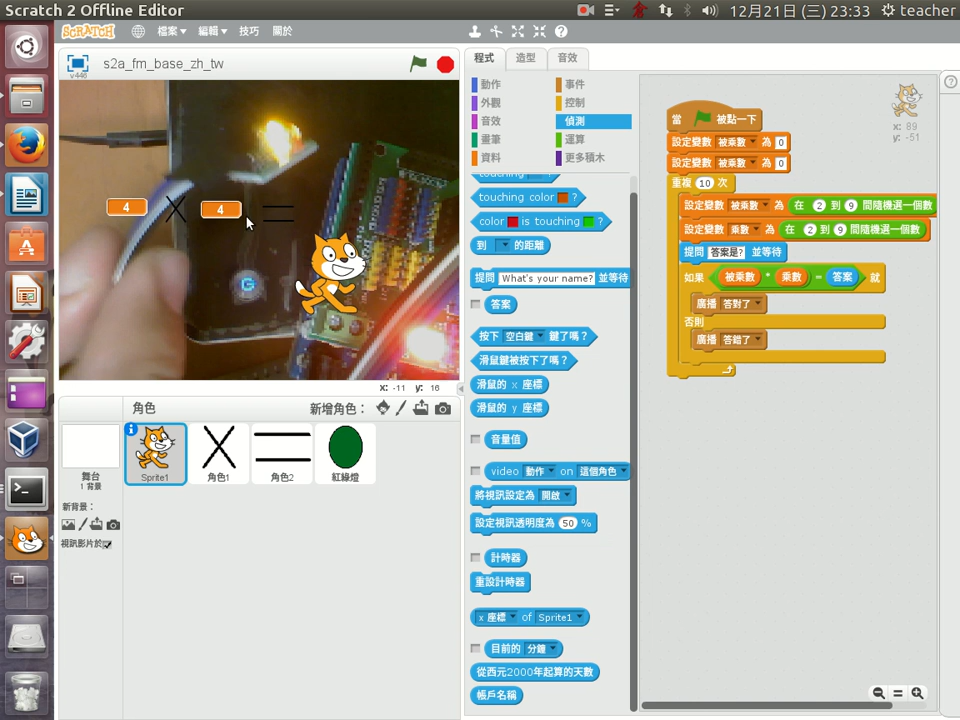 Scratch 2 Offline Editor
12月21日 (三) 23:33 teacher
SCRATCH 檔案▼ 編輯▼ 技巧 關於
s2a_fm_base_zh_tw
v446
4 4
G
x: -11 y: 16
角色 新增角色：
舞台
1 背景
Sprite1 角色1 角色2 紅綠燈
新背景：
視訊影片於
程式 造型 音效
動作 事件
外觀 控制
音效 偵測
畫筆 運算
資料 更多積木
touching ?
touching color ?
color is touching ?
到 的距離
提問 What's your name? 並等待
答案
按下 空白鍵 鍵了嗎？
滑鼠鍵被按下了嗎？
滑鼠的 x 座標
滑鼠的 y 座標
音量值
video 動作 on 這個角色
將視訊設定為 開啟
設定視訊透明度為 50 %
計時器
重設計時器
x 座標 of Sprite1
目前的 分鐘
從西元2000年起算的天數
帳戶名稱
當 被點一下
設定變數 被乘數 為 0
設定變數 被乘數 為 0
重複 10 次
設定變數 被乘數 為 在 2 到 9 間隨機選一個數
設定變數 乘數 為 在 2 到 9 間隨機選一個數
提問 答案是? 並等待
如果 被乘數 * 乘數 = 答案 就
廣播 答對了
否則
廣播 答錯了
x: 89
y: -51